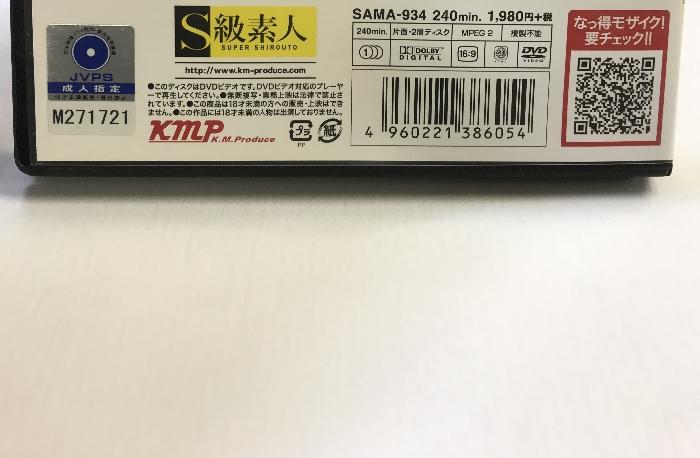 JVPS
成人指定
M271721
S級素人
SUPER SHIROUTO
http://www.km-produce.com
●このディスクはDVDビデオです。DVDビデオ対応のプレーヤ
ーで再生してください。●無断複写・業務上映は法律で禁止さ
れています。●この商品は18才未満の方への販売・上映はでき
ません。●この作品には18才未満の人物は出演しておりません。
KMP
K.M.Produce
プラ
PP
紙
SAMA-934 240min. 1,980円+税
240min. 片面・2層ディスク MPEG 2 複製不能
DOLBY
DIGITAL
16:9
2
DVD
VIDEO
4 960221 386054
なっ得モザイク!
要チェック!!